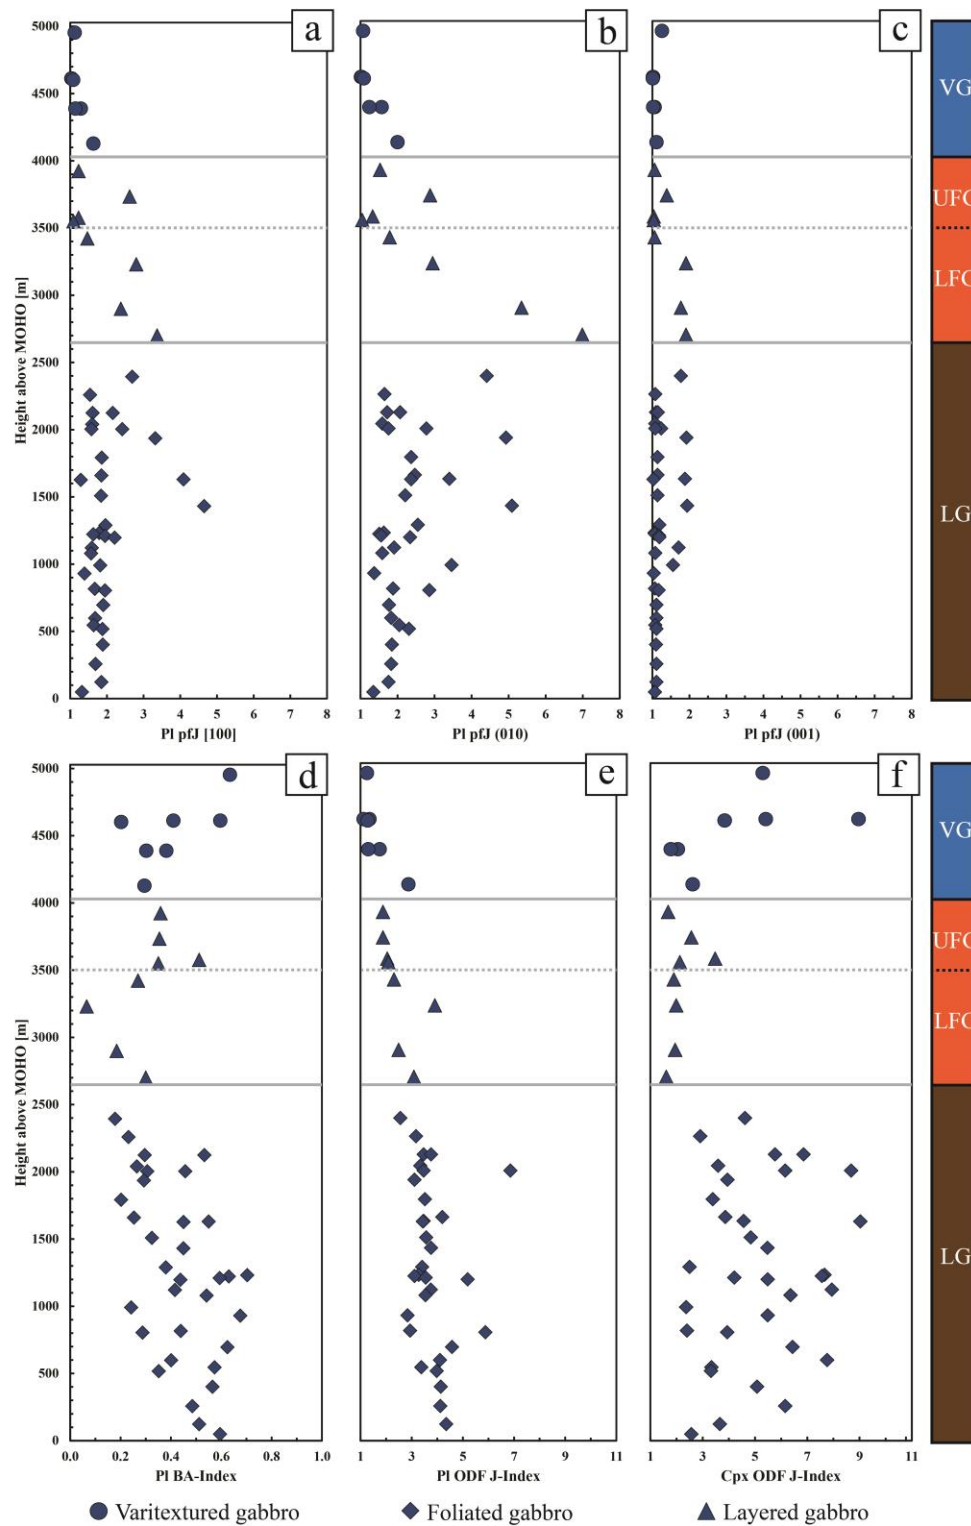 a
b
c
5000
4500
4000
3500
3000
2500
2000
1500
1000
500
0
Height above MOHO [m]
1 2 3 4 5 6 7 8
1 2 3 4 5 6 7 8
1 2 3 4 5 6 7 8
Pl pfJ [100]
Pl pfJ (010)
Pl pfJ (001)
VG
UFG
LFG
LG
d
e
f
5000
4500
4000
3500
3000
2500
2000
1500
1000
500
0
Height above MOHO [m]
0.0 0.2 0.4 0.6 0.8 1.0
1 3 5 7 9 11
1 3 5 7 9 11
Pl BA-Index
Pl ODF J-Index
Cpx ODF J-Index
VG
UFG
LFG
LG
Varitextured gabbro
Foliated gabbro
Layered gabbro